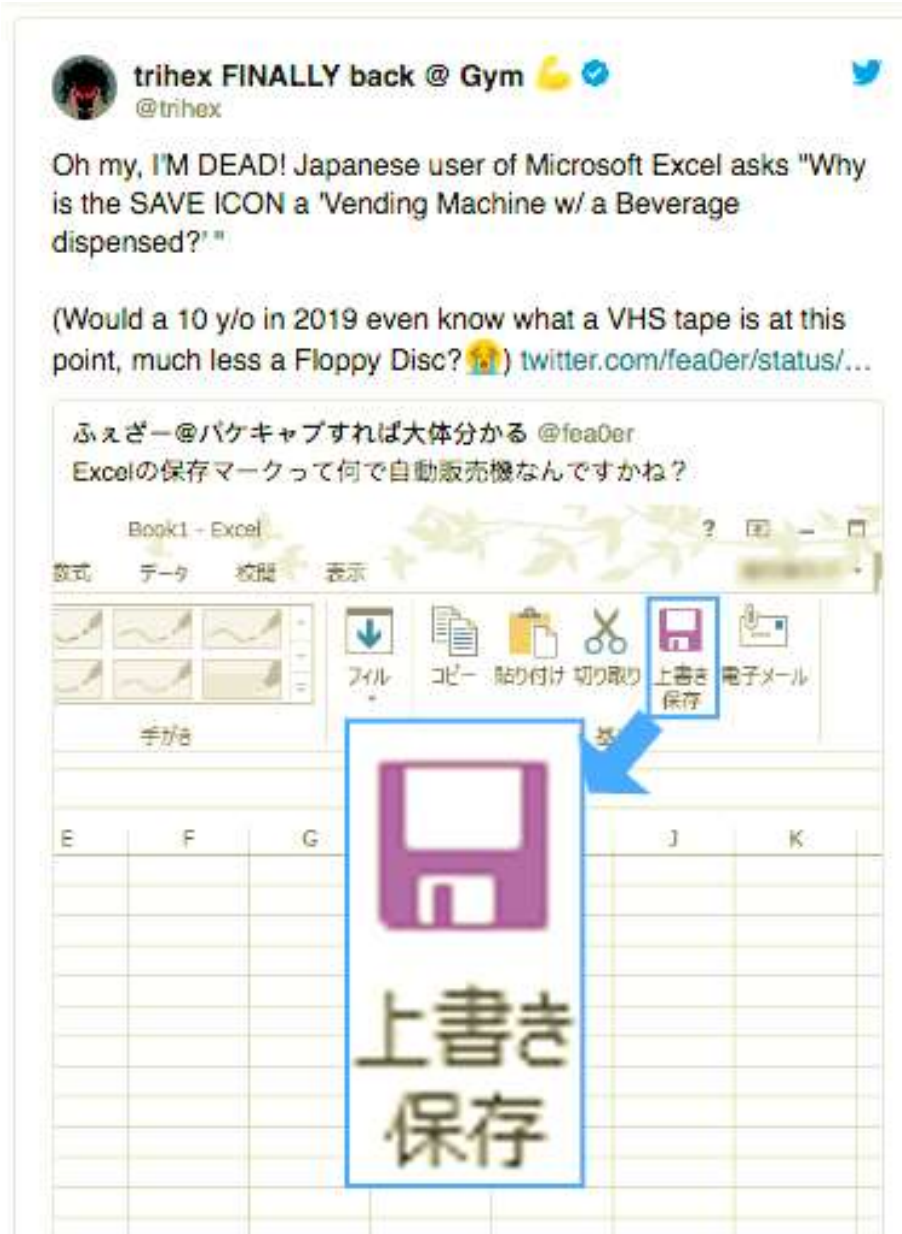 trihex FINALLY back @ Gym 💪
@trihex
Oh my, I'M DEAD! Japanese user of Microsoft Excel asks "Why
is the SAVE ICON a 'Vending Machine w/ a Beverage
dispensed?' "
(Would a 10 y/o in 2019 even know what a VHS tape is at this
point, much less a Floppy Disc?😭) twitter.com/fea0er/status/…
ふぇざー@パケキャプすれば大体分かる @fea0er
Excelの保存マークって何で自動販売機なんですかね？
Book1 - Excel ?
数式 データ 校閲 表示
フィル コピー 貼り付け 切り取り 上書き 電子メール
保存
手がき
E F G J K
上書き
保存